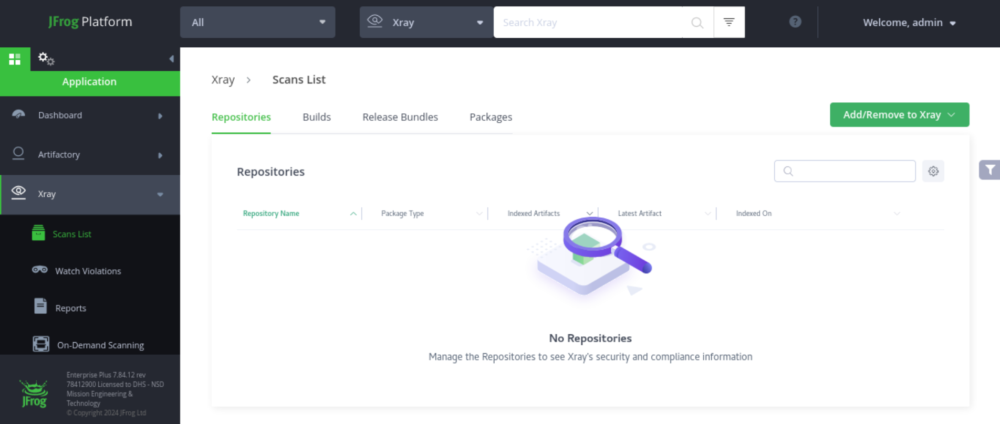 JFrog Platform
All
Xray
Search Xray
?
Welcome, admin
Application
Dashboard
Artifactory
Xray
Scans List
Watch Violations
Reports
On-Demand Scanning
JFrog
Enterprise Plus 7.84.12 rev
78412900 Licensed to DHS - NSD
Mission Engineering &
Technology
© Copyright 2024 JFrog Ltd
Xray > Scans List
Repositories Builds Release Bundles Packages
Add/Remove to Xray
Repositories
Repository Name Package Type Indexed Artifacts Latest Artifact Indexed On
No Repositories
Manage the Repositories to see Xray's security and compliance information